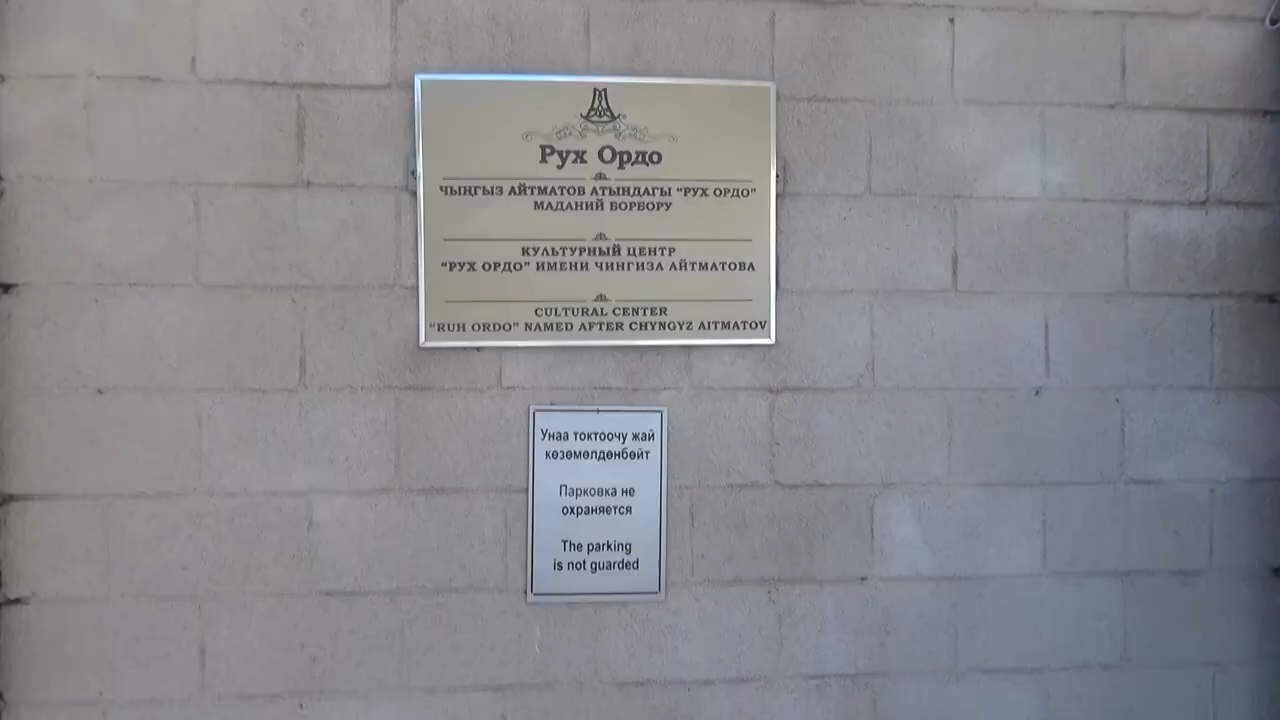 Рух Ордо
ЧЫҢГЫЗ АЙТМАТОВ АТЫНДАГЫ "РУХ ОРДО"
МАДАНИЙ БОРБОРУ
КУЛЬТУРНЫЙ ЦЕНТР
"РУХ ОРДО" ИМЕНИ ЧИНГИЗА АЙТМАТОВА
CULTURAL CENTER
"RUH ORDO" NAMED AFTER CHYNGYZ AITMATOV
Унаа токтоочу жай
көзөмөлдөнбөйт
Парковка не
охраняется
The parking
is not guarded